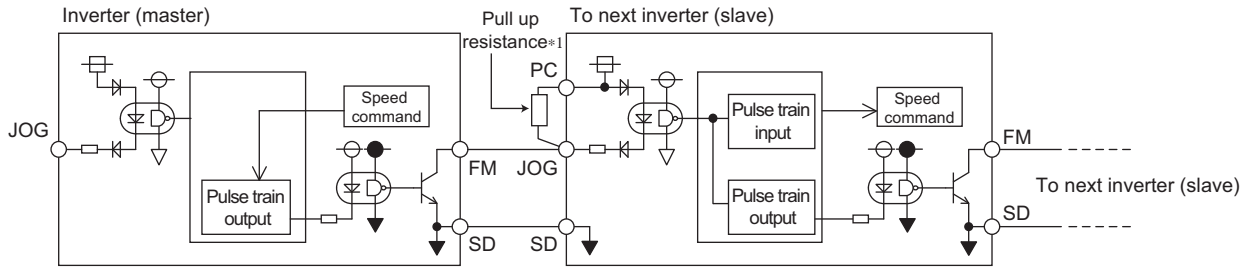 Inverter (master)
Pull up
resistance*1
To next inverter (slave)
PC
JOG
Speed
command
Pulse train
output
FM
SD
JOG
SD
Pulse train
input
Speed
command
Pulse train
output
FM
SD
To next inverter (slave)